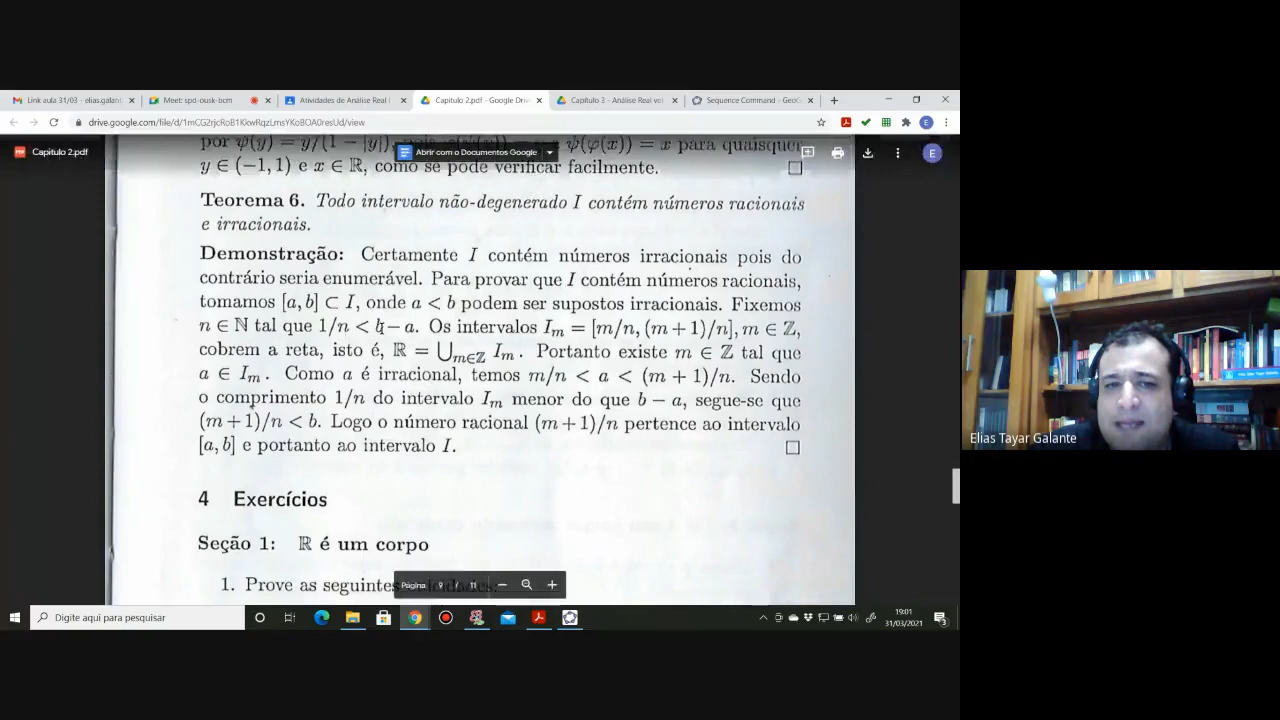 Link aula 31/03 - elias.galant
Meet: spd-ousk-bcm
Atividades de Análise Real I
Capitulo 2.pdf - Google Driv
Capítulo 3 - Análise Real vol
Sequence Command - GeoG
drive.google.com/file/d/1mCG2rjcRoB1KkwRqzLmsYKoBOA0resUd/view
Capitulo 2.pdf
Abrir com o Documentos Google
E
por ψ(y) = y/(1 − |y|), ψ(φ(x)) = x para quaisquer
y ∈ (−1, 1) e x ∈ ℝ, como se pode verificar facilmente. □
Teorema 6. Todo intervalo não-degenerado I contém números racionais
e irracionais.
Demonstração: Certamente I contém números irracionais pois do
contrário seria enumerável. Para provar que I contém números racionais,
tomamos [a, b] ⊂ I, onde a < b podem ser supostos irracionais. Fixemos
n ∈ ℕ tal que 1/n < b − a. Os intervalos I_m = [m/n, (m + 1)/n], m ∈ ℤ,
cobrem a reta, isto é, ℝ = ⋃_{m∈ℤ} I_m. Portanto existe m ∈ ℤ tal que
a ∈ I_m. Como a é irracional, temos m/n < a < (m + 1)/n. Sendo
o comprimento 1/n do intervalo I_m menor do que b − a, segue-se que
(m + 1)/n < b. Logo o número racional (m + 1)/n pertence ao intervalo
[a, b] e portanto ao intervalo I. □
4 Exercícios
Seção 1: ℝ é um corpo
1. Prove as seguintes
Página 9 / 11
Elias Tayar Galante
Digite aqui para pesquisar
19:01
31/03/2021